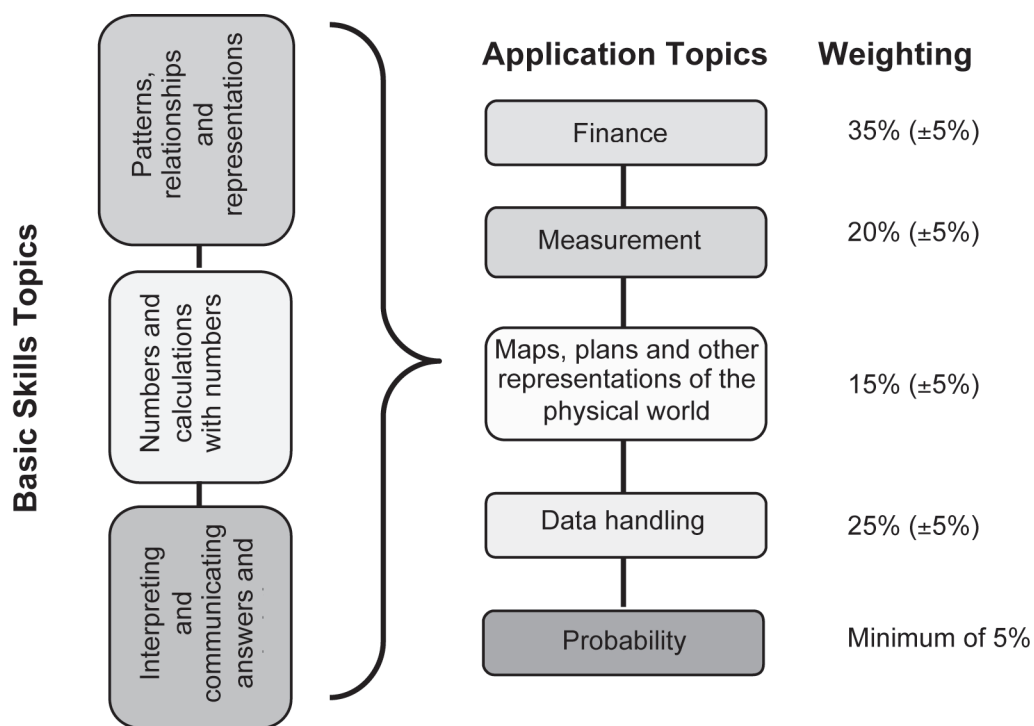 Basic Skills Topics
Patterns,
relationships
and
representations
Numbers and
calculations
with numbers
Interpreting
and
communicating
answers and
Application Topics
Weighting
Finance
35% (±5%)
Measurement
20% (±5%)
Maps, plans and other
representations of the
physical world
15% (±5%)
Data handling
25% (±5%)
Probability
Minimum of 5%